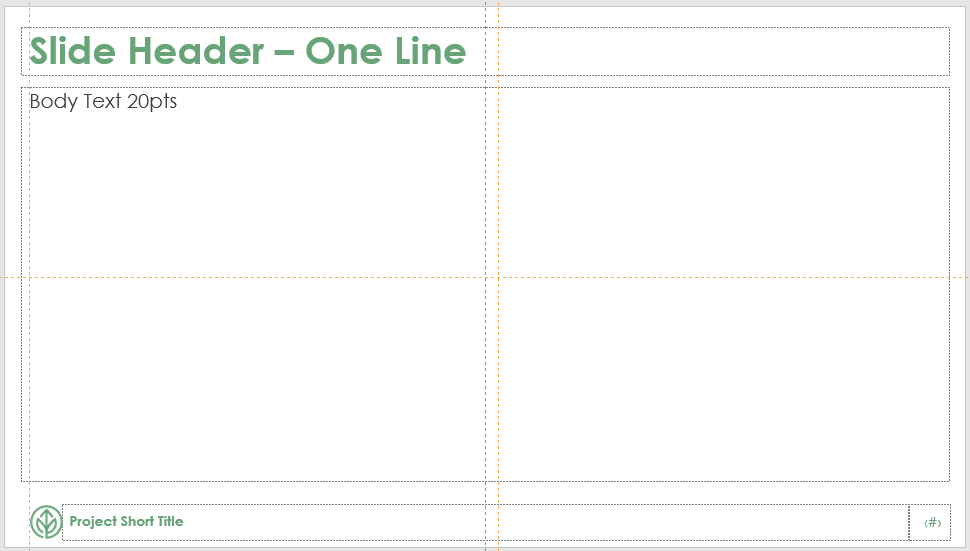 Slide Header – One Line
Body Text 20pts
Project Short Title
‹#›